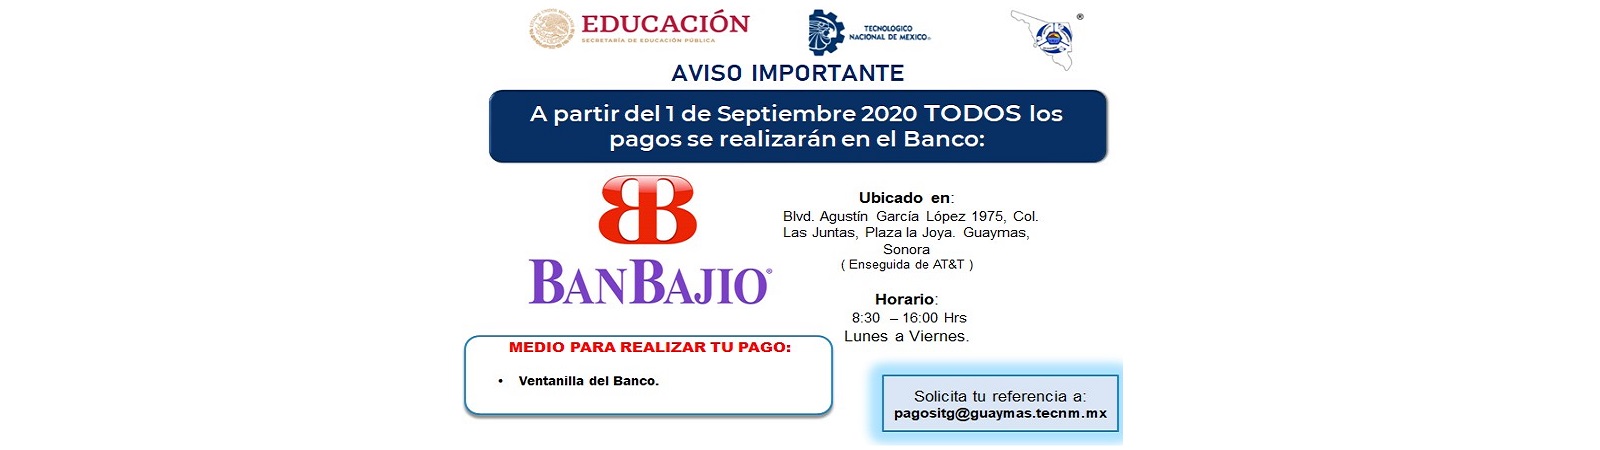 EDUCACIÓN
SECRETARÍA DE EDUCACIÓN PÚBLICA
TECNOLÓGICO
NACIONAL DE MÉXICO
®
AVISO IMPORTANTE
A partir del 1 de Septiembre 2020 TODOS los
pagos se realizarán en el Banco:
BANBAJIO®
Ubicado en:
Blvd. Agustín García López 1975, Col.
Las Juntas, Plaza la Joya. Guaymas,
Sonora
( Enseguida de AT&T )
Horario:
8:30 – 16:00 Hrs
Lunes a Viernes.
MEDIO PARA REALIZAR TU PAGO:
• Ventanilla del Banco.
Solicita tu referencia a:
pagositg@guaymas.tecnm.mx